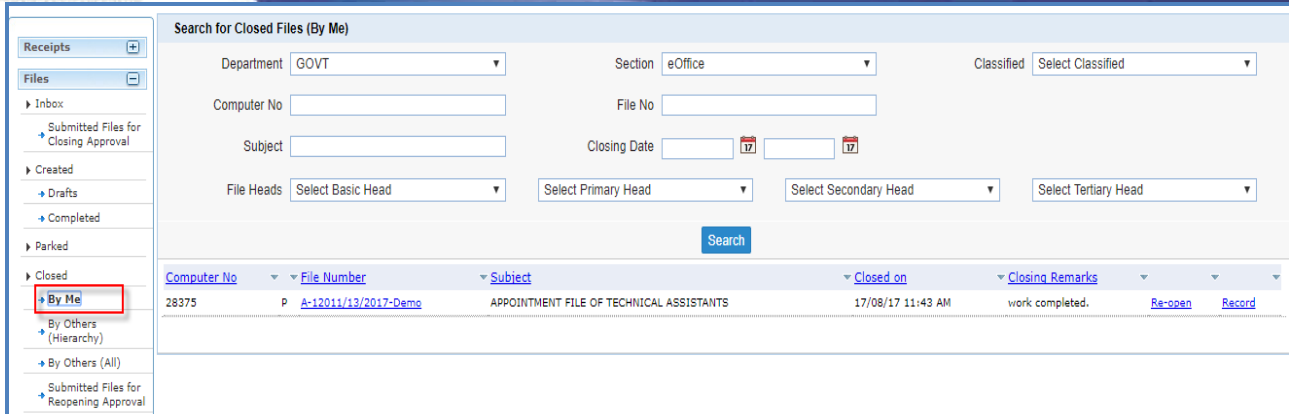 Receipts
Files
Inbox
Submitted Files for
Closing Approval
Created
Drafts
Completed
Parked
Closed
By Me
By Others
(Hierarchy)
By Others (All)
Submitted Files for
Reopening Approval
Search for Closed Files (By Me)
Department GOVT Section eOffice Classified Select Classified
Computer No File No
Subject Closing Date 17 17
File Heads Select Basic Head Select Primary Head Select Secondary Head Select Tertiary Head
Search
Computer No File Number Subject Closed on Closing Remarks
28375 P A-12011/13/2017-Demo APPOINTMENT FILE OF TECHNICAL ASSISTANTS 17/08/17 11:43 AM work completed. Re-open Record